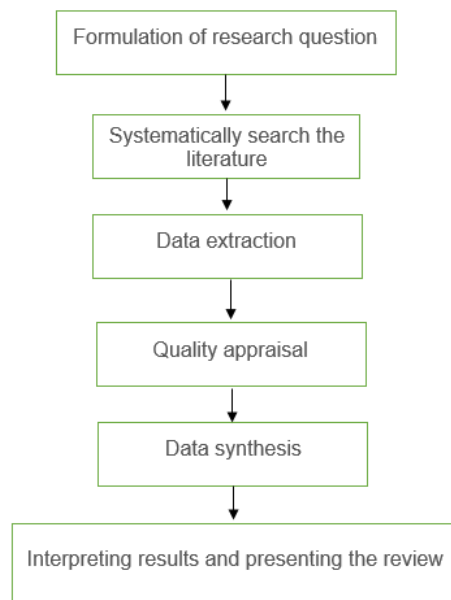 Formulation of research question
Systematically search the
literature
Data extraction
Quality appraisal
Data synthesis
Interpreting results and presenting the review